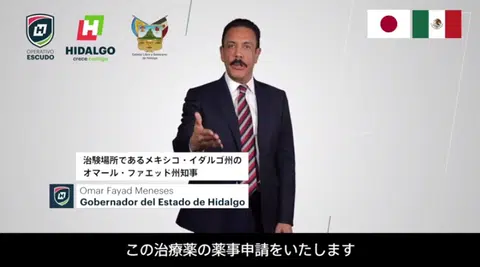 OPERATIVO
ESCUDO
HIDALGO
crece contigo
治験場所であるメキシコ・イダルゴ州の
オマール・ファエッド州知事
Omar Fayad Meneses
Gobernador del Estado de Hidalgo
この治療薬の薬事申請をいたします